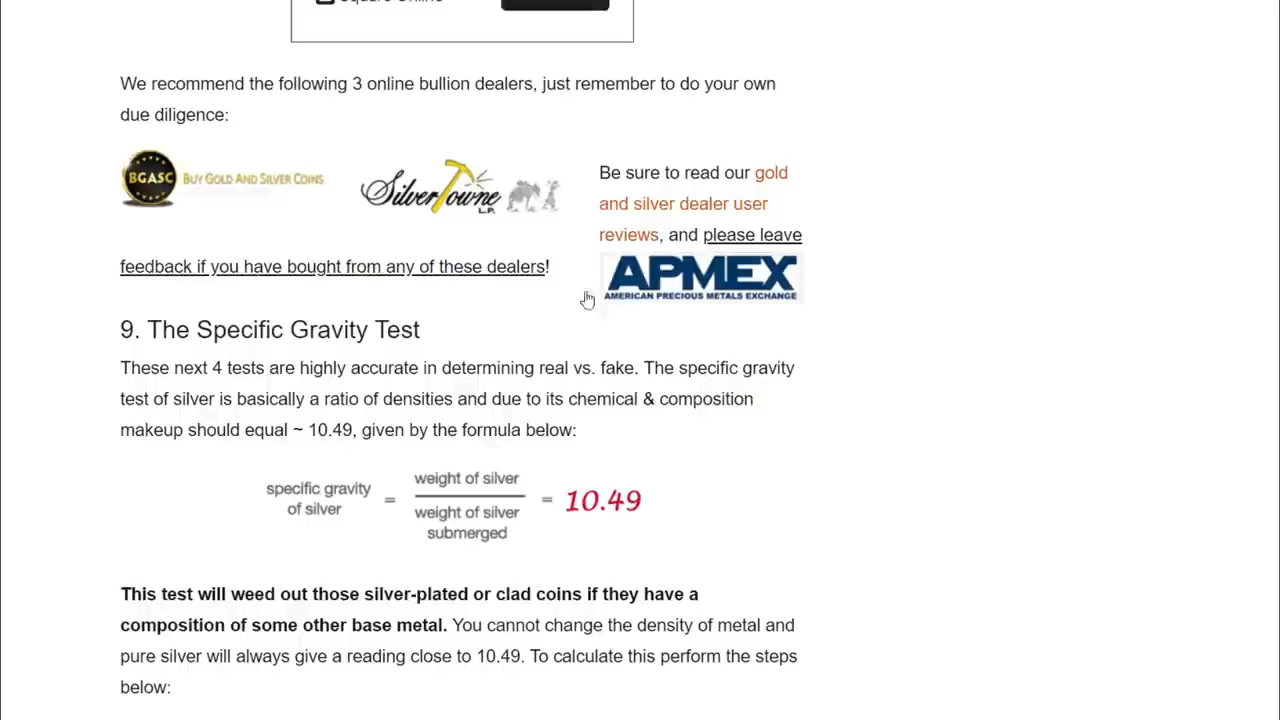 We recommend the following 3 online bullion dealers, just remember to do your own
due diligence:
BGASC BUY GOLD AND SILVER COINS
SilverTowne
L.P.
Be sure to read our gold
and silver dealer user
reviews, and please leave
feedback if you have bought from any of these dealers!
APMEX
AMERICAN PRECIOUS METALS EXCHANGE
9. The Specific Gravity Test
These next 4 tests are highly accurate in determining real vs. fake. The specific gravity
test of silver is basically a ratio of densities and due to its chemical & composition
makeup should equal ~ 10.49, given by the formula below:
specific gravity
of silver
=
weight of silver
weight of silver
submerged
= 10.49
This test will weed out those silver-plated or clad coins if they have a
composition of some other base metal. You cannot change the density of metal and
pure silver will always give a reading close to 10.49. To calculate this perform the steps
below: